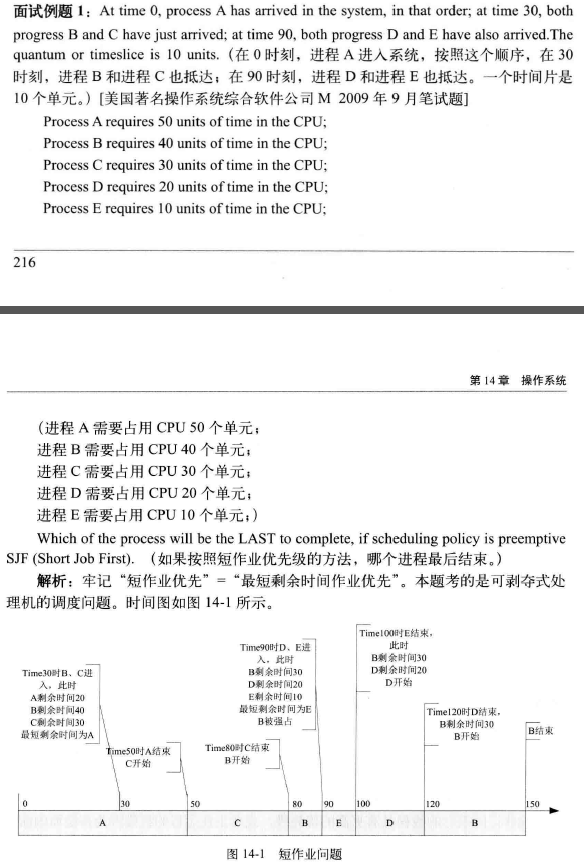 面试例题 1：At time 0, process A has arrived in the system, in that order; at time 30, both
progress B and C have just arrived; at time 90, both progress D and E have also arrived.The
quantum or timeslice is 10 units.（在 0 时刻，进程 A 进入系统，按照这个顺序，在 30
时刻，进程 B 和进程 C 也抵达；在 90 时刻，进程 D 和进程 E 也抵达。一个时间片是
10 个单元。）[美国著名操作系统综合软件公司 M 2009 年 9 月笔试题]
Process A requires 50 units of time in the CPU;
Process B requires 40 units of time in the CPU;
Process C requires 30 units of time in the CPU;
Process D requires 20 units of time in the CPU;
Process E requires 10 units of time in the CPU;
216
第 14 章 操作系统
（进程 A 需要占用 CPU 50 个单元；
进程 B 需要占用 CPU 40 个单元；
进程 C 需要占用 CPU 30 个单元；
进程 D 需要占用 CPU 20 个单元；
进程 E 需要占用 CPU 10 个单元；）
Which of the process will be the LAST to complete, if scheduling policy is preemptive
SJF (Short Job First).（如果按照短作业优先级的方法，哪个进程最后结束。）
解析：牢记“短作业优先”=“最短剩余时间作业优先”。本题考的是可剥夺式处
理机的调度问题。时间图如图 14-1 所示。
Time30时B、C进
入，此时
A剩余时间20
B剩余时间40
C剩余时间30
最短剩余时间为A
Time50时A结束
C开始
Time80时C结束
B开始
Time90时D、E进
入，此时
B剩余时间30
D剩余时间20
E剩余时间10
最短剩余时间为E
B被强占
Time100时E结束，
此时
B剩余时间30
D剩余时间20
D开始
Time120时D结束，
B剩余时间30
B开始
B结束
0 30 50 80 90 100 120 150
A C B E D B
图 14-1 短作业问题